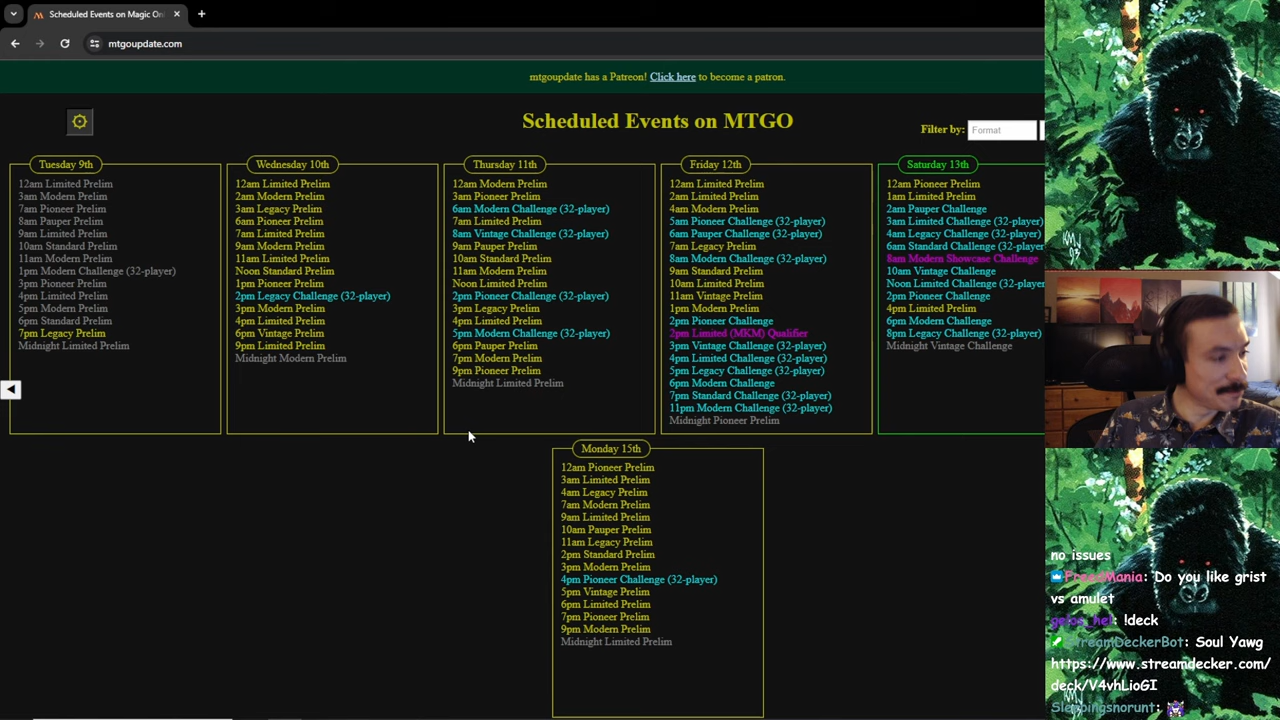 Scheduled Events on Magic Onl
mtgoupdate.com
mtgoupdate has a Patreon! Click here to become a patron.
Scheduled Events on MTGO
Filter by:
Format
Tuesday 9th
12am Limited Prelim
3am Modern Prelim
7am Pioneer Prelim
8am Pauper Prelim
9am Limited Prelim
10am Standard Prelim
11am Modern Prelim
1pm Modern Challenge (32-player)
3pm Pioneer Prelim
4pm Limited Prelim
5pm Modern Prelim
6pm Standard Prelim
7pm Legacy Prelim
Midnight Limited Prelim
Wednesday 10th
12am Limited Prelim
2am Modern Prelim
3am Legacy Prelim
6am Pioneer Prelim
7am Limited Prelim
9am Modern Prelim
11am Limited Prelim
Noon Standard Prelim
1pm Pioneer Prelim
2pm Legacy Challenge (32-player)
3pm Modern Prelim
4pm Limited Prelim
6pm Vintage Prelim
9pm Limited Prelim
Midnight Modern Prelim
Thursday 11th
12am Modern Prelim
3am Pioneer Prelim
6am Modern Challenge (32-player)
7am Limited Prelim
8am Vintage Challenge (32-player)
9am Pauper Prelim
10am Standard Prelim
11am Modern Prelim
Noon Limited Prelim
2pm Pioneer Challenge (32-player)
3pm Legacy Prelim
4pm Limited Prelim
5pm Modern Challenge (32-player)
6pm Pauper Prelim
7pm Modern Prelim
9pm Pioneer Prelim
Midnight Limited Prelim
Friday 12th
12am Limited Prelim
2am Limited Prelim
4am Modern Prelim
5am Pioneer Challenge (32-player)
6am Pauper Challenge (32-player)
7am Legacy Prelim
8am Modern Challenge (32-player)
9am Standard Prelim
10am Limited Prelim
11am Vintage Prelim
1pm Modern Prelim
2pm Pioneer Challenge
2pm Limited (MKM) Qualifier
3pm Vintage Challenge (32-player)
4pm Limited Challenge (32-player)
5pm Legacy Challenge (32-player)
6pm Modern Challenge
7pm Standard Challenge (32-player)
11pm Modern Challenge (32-player)
Midnight Pioneer Prelim
Saturday 13th
12am Pioneer Prelim
1am Limited Prelim
2am Pauper Challenge
3am Limited Challenge (32-player)
4am Legacy Challenge (32-player)
6am Standard Challenge (32-player)
8am Modern Showcase Challenge
10am Vintage Challenge
Noon Limited Challenge (32-player
2pm Pioneer Challenge
4pm Limited Prelim
6pm Modern Challenge
8pm Legacy Challenge (32-player)
Midnight Vintage Challenge
Monday 15th
12am Pioneer Prelim
3am Limited Prelim
4am Legacy Prelim
7am Modern Prelim
9am Limited Prelim
10am Pauper Prelim
11am Legacy Prelim
2pm Standard Prelim
3pm Modern Prelim
4pm Pioneer Challenge (32-player)
5pm Vintage Prelim
6pm Limited Prelim
7pm Pioneer Prelim
9pm Modern Prelim
Midnight Limited Prelim
no issues
FreedMania: Do you like grist
vs amulet
!deck
StreamDeckerBot: Soul Yawg
https://www.streamdecker.com/
deck/V4vhLioGI
Sleepingsnorunt: